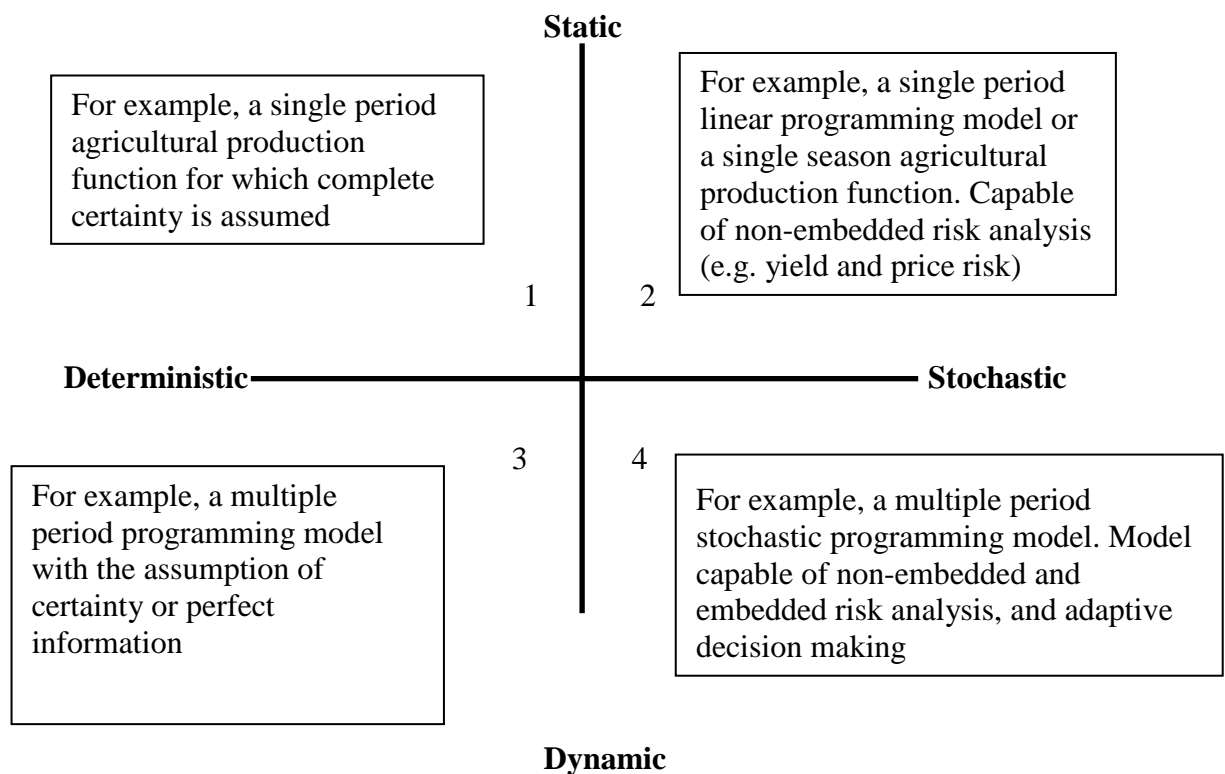 Static
For example, a single period
agricultural production
function for which complete
certainty is assumed
For example, a single period
linear programming model or
a single season agricultural
production function. Capable
of non-embedded risk analysis
(e.g. yield and price risk)
1
2
Deterministic
Stochastic
3
4
For example, a multiple
period programming model
with the assumption of
certainty or perfect
information
For example, a multiple period
stochastic programming model. Model
capable of non-embedded and
embedded risk analysis, and adaptive
decision making
Dynamic